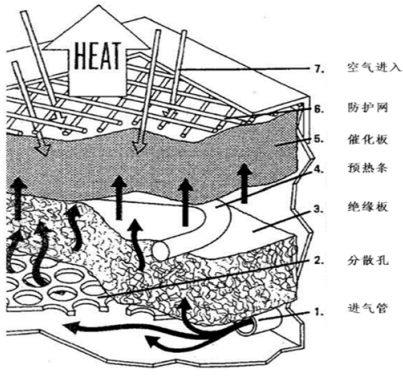 HEAT
7. 空气进入
6. 防护网
5. 催化板
4. 预热条
3. 绝缘板
2. 分散孔
1. 进气管